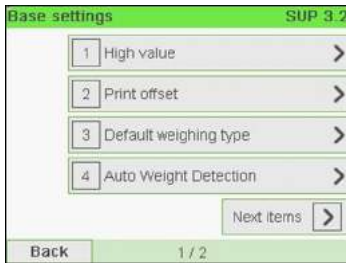 Base settings SUP 3.2
1 High value
2 Print offset
3 Default weighing type
4 Auto Weight Detection
Next items
Back 1 / 2